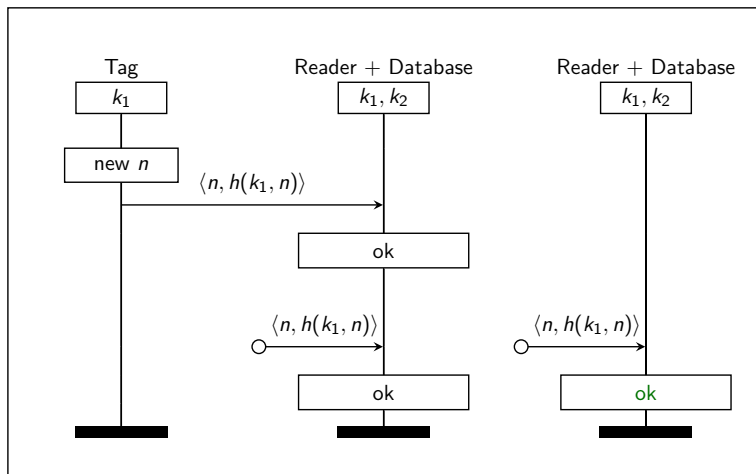 Tag Reader + Database Reader + Database
k₁ k₁, k₂ k₁, k₂
new n
⟨n, h(k₁, n)⟩
ok
⟨n, h(k₁, n)⟩ ⟨n, h(k₁, n)⟩
ok ok